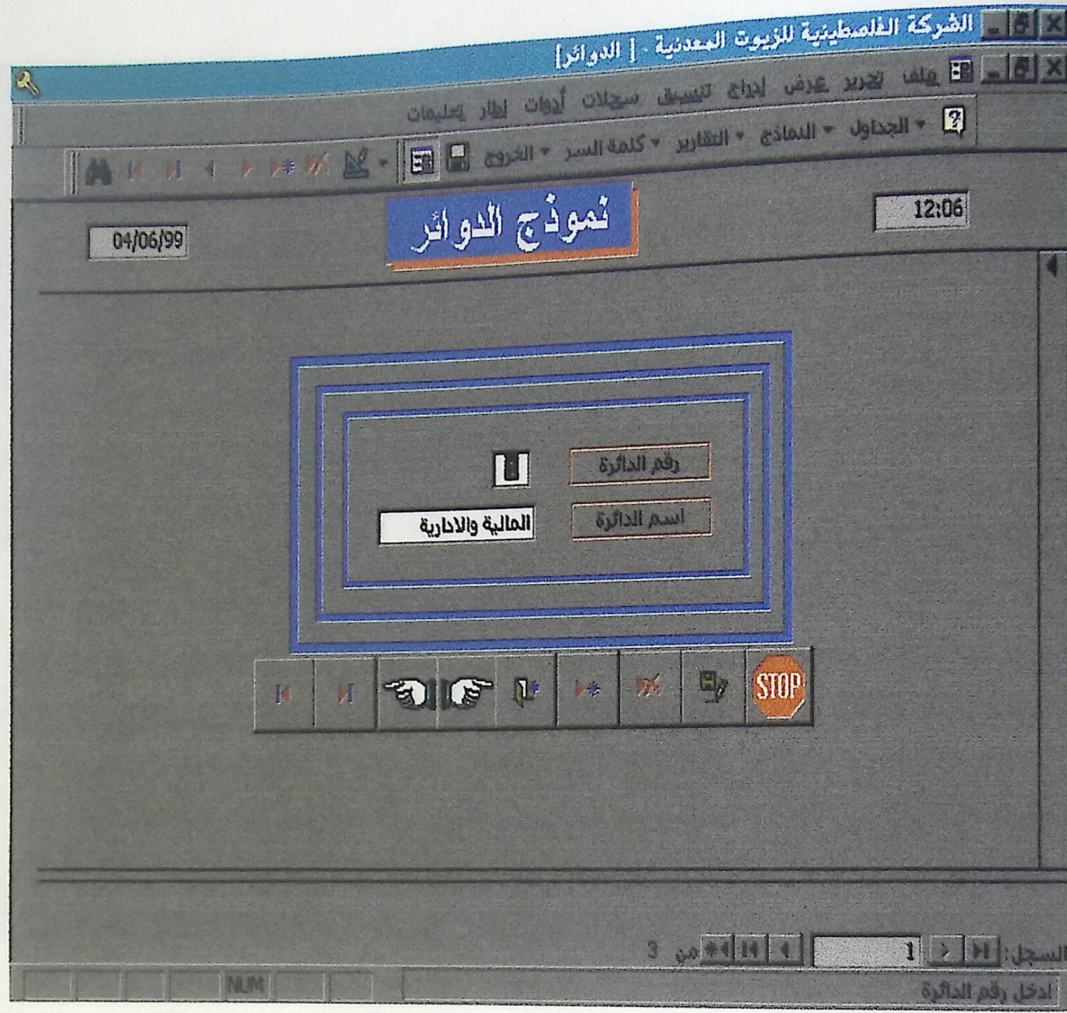 الشركة الفلسطينية للزيوت المعدنية - [ الدوائر]
ملف تحرير عرض إدراج تنسيق سجلات أدوات إطار تعليمات
الجداول النماذج التقارير كلمة السر الخروج
12:06
نموذج الدوائر
04/06/99
رقم الدائرة
اسم الدائرة المالية والادارية
STOP
السجل: 1 من 3
ادخل رقم الدائرة NUM